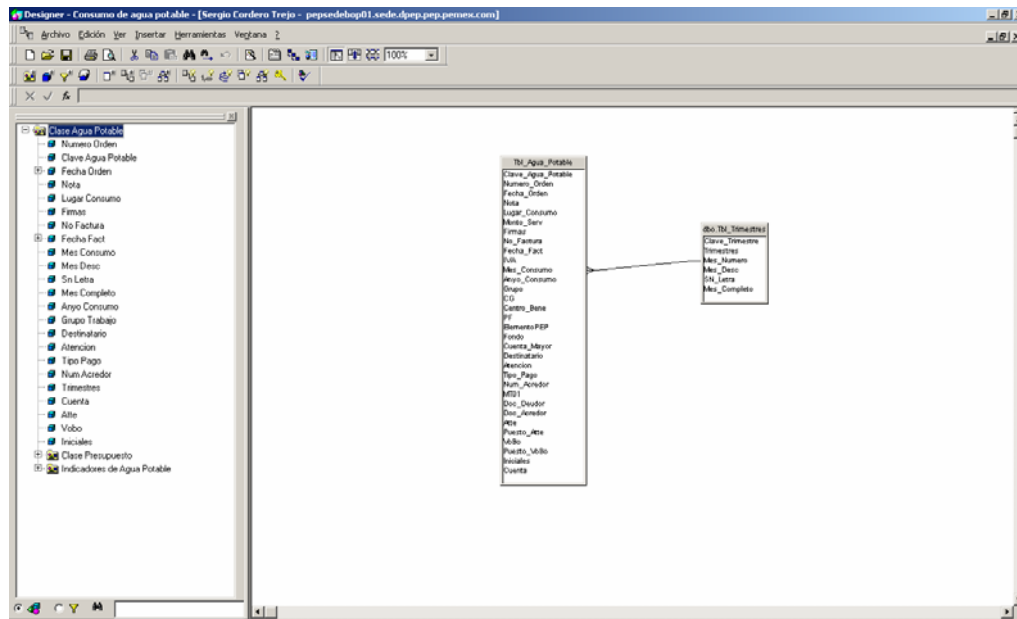 Designer - Consumo de agua potable - [Sergio Cordero Trejo - pepsedebop01.sede.dpep.pep.pemex.com]
Archivo Edición Ver Insertar Herramientas Ventana ?
100%
Clase Agua Potable
Numero Orden
Clave Agua Potable
Fecha Orden
Nota
Lugar Consumo
Firmas
No Factura
Fecha Fact
Mes Consumo
Mes Desc
Sn Letra
Mes Completo
Anyo Consumo
Grupo Trabajo
Destinatario
Atencion
Tipo Pago
Num Acredor
Trimestres
Cuenta
Atte
Vobo
Iniciales
Clase Presupuesto
Indicadores de Agua Potable
Tbl_Agua_Potable
Clave_Agua_Potable
Numero_Orden
Fecha_Orden
Nota
Lugar_Consumo
Monto_Serv
Firmas
No_Factura
Fecha_Fact
IVA
Mes_Consumo
Anyo_Consumo
Grupo
CG
Centro_Bene
PF
ElementoPEP
Fondo
Cuenta_Mayor
Destinatario
Atencion
Tipo_Pago
Num_Acredor
MT01
Doc_Deudor
Doc_Acredor
Atte
Puesto_Atte
VoBo
Puesto_VoBo
Iniciales
Cuenta
dbo.Tbl_Trimestres
Clave_Trimestre
Trimestres
Mes_Numero
Mes_Desc
SN_Letra
Mes_Completo